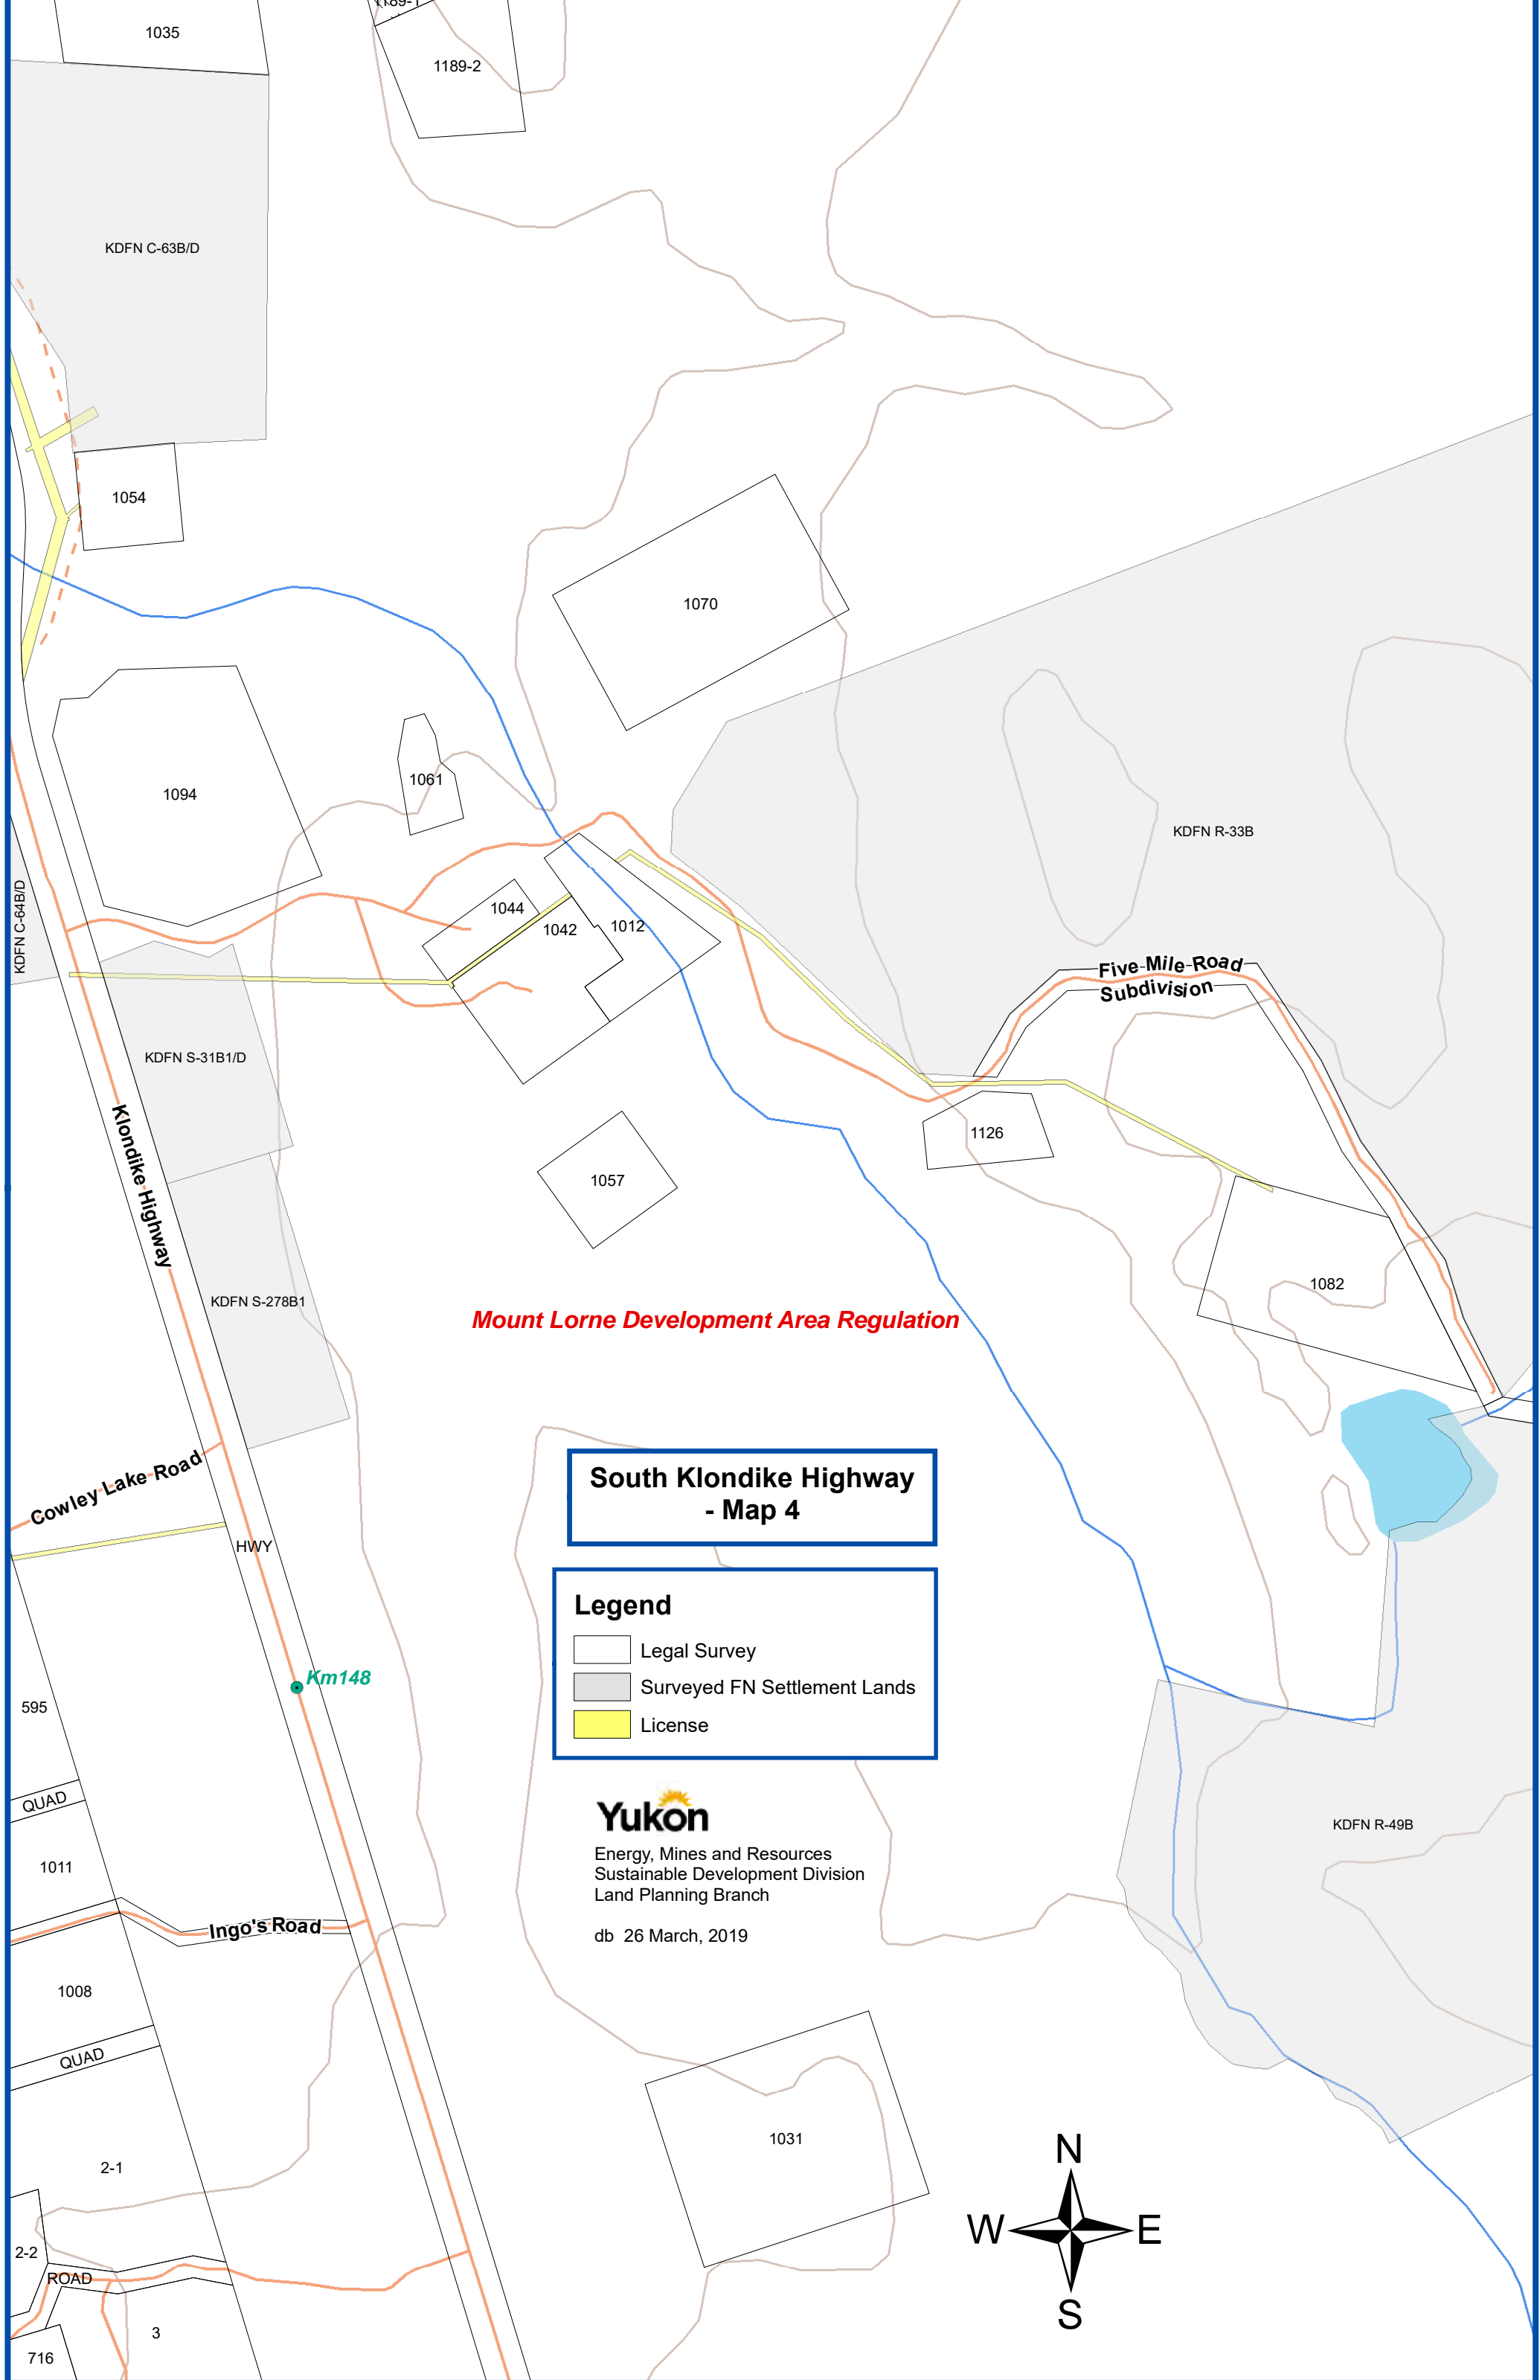 1189-1
1035
1189-2
KDFN C-63B/D
1054
1070
1094
1061
KDFN R-33B
KDFN C-64B/D
1044
1042
1012
Five Mile Road
Subdivision
KDFN S-31B1/D
Klondike Highway
1126
1057
1082
KDFN S-278B1
Mount Lorne Development Area Regulation
Cowley Lake Road
HWY
South Klondike Highway
- Map 4
Legend
Legal Survey
Surveyed FN Settlement Lands
License
Km148
595
QUAD
1011
Yukon
Energy, Mines and Resources
Sustainable Development Division
Land Planning Branch
db 26 March, 2019
KDFN R-49B
Ingo's Road
1008
QUAD
2-1
1031
N
W E
S
2-2
ROAD
3
716